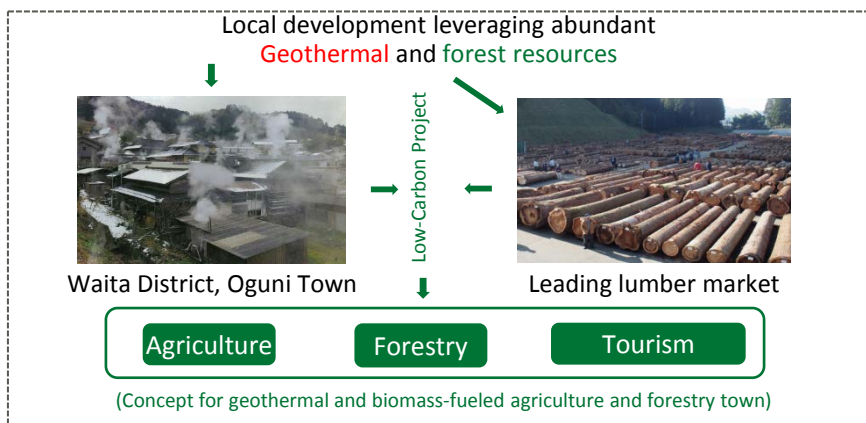 Local development leveraging abundant
Geothermal and forest resources
Low-Carbon Project
Waita District, Oguni Town
Leading lumber market
Agriculture
Forestry
Tourism
(Concept for geothermal and biomass-fueled agriculture and forestry town)